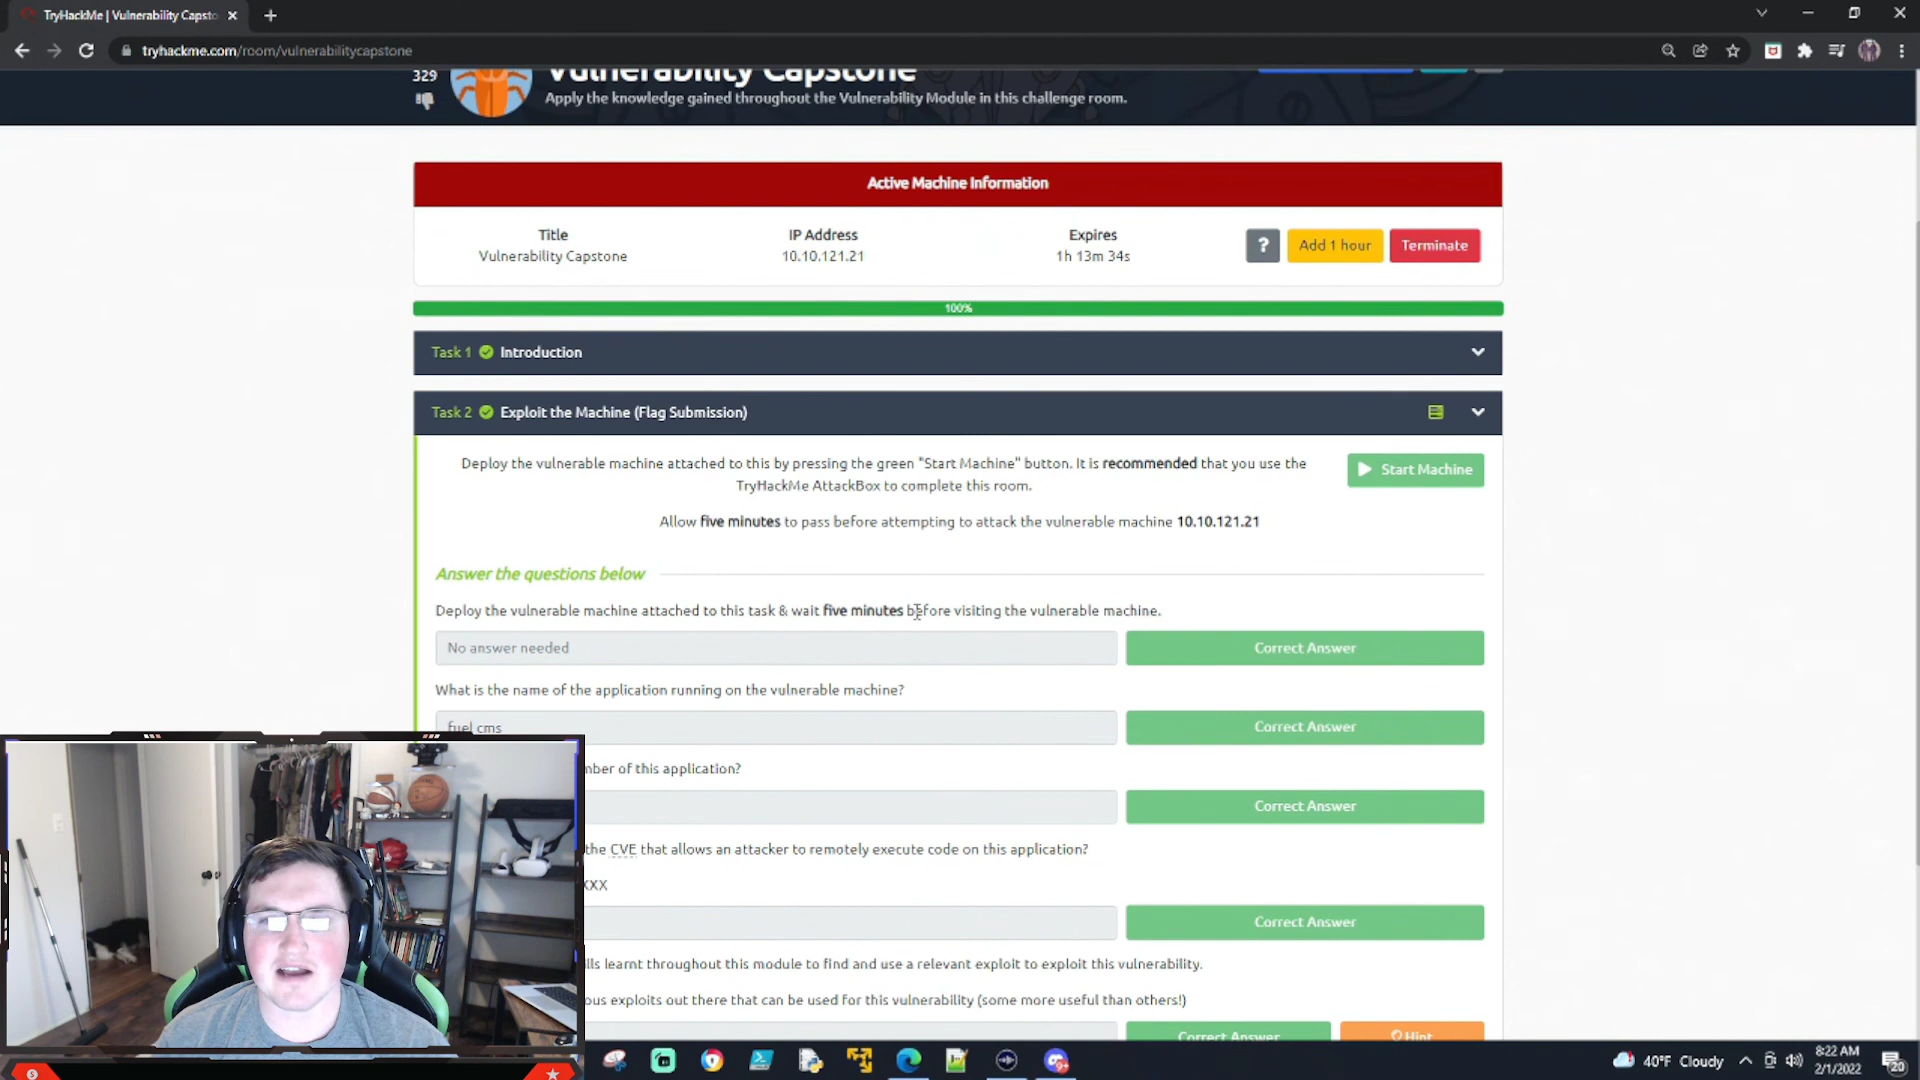 TryHackMe | Vulnerability Capsto
tryhackme.com/room/vulnerabilitycapstone
329
Vulnerability Capstone
Apply the knowledge gained throughout the Vulnerability Module in this challenge room.
Active Machine Information
Title
IP Address
Expires
Vulnerability Capstone
10.10.121.21
1h 13m 34s
?
Add 1 hour
Terminate
100%
Task 1 Introduction
Task 2 Exploit the Machine (Flag Submission)
Deploy the vulnerable machine attached to this by pressing the green "Start Machine" button. It is recommended that you use the
TryHackMe AttackBox to complete this room.
Start Machine
Allow five minutes to pass before attempting to attack the vulnerable machine 10.10.121.21
Answer the questions below
Deploy the vulnerable machine attached to this task & wait five minutes before visiting the vulnerable machine.
No answer needed
Correct Answer
What is the name of the application running on the vulnerable machine?
fuel cms
Correct Answer
nber of this application?
Correct Answer
the CVE that allows an attacker to remotely execute code on this application?
XXX
Correct Answer
lls learnt throughout this module to find and use a relevant exploit to exploit this vulnerability.
ous exploits out there that can be used for this vulnerability (some more useful than others!)
Correct Answer
Hint
40°F Cloudy
8:22 AM
2/1/2022
20